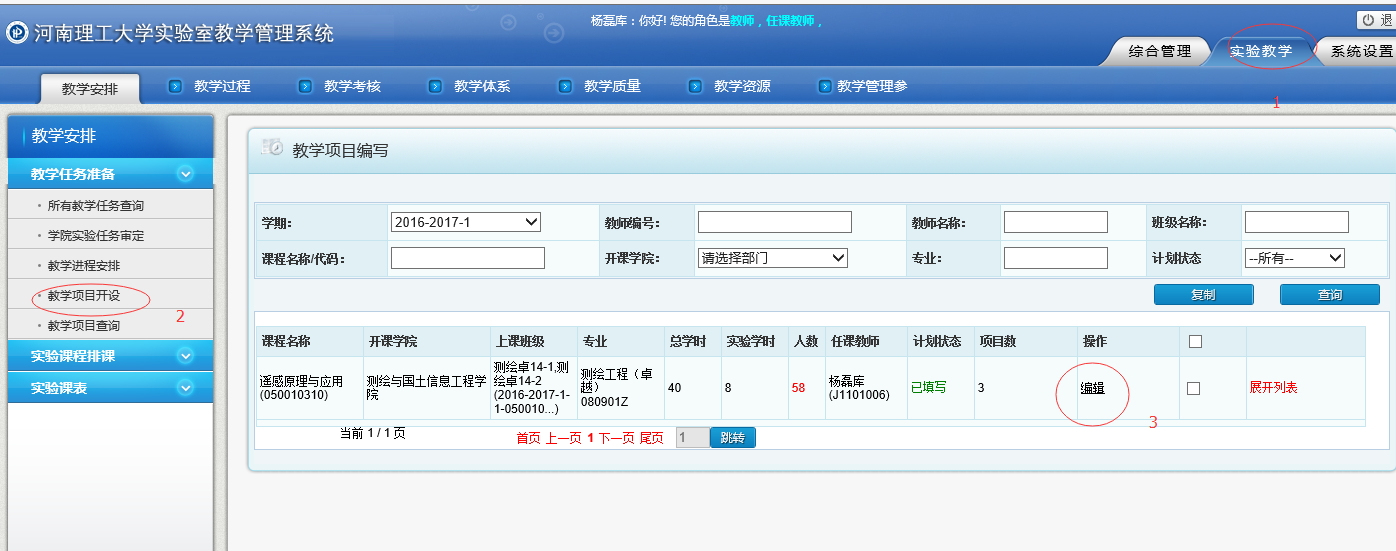 杨磊库：你好! 您的角色是教师，任课教师，
退
河南理工大学实验室教学管理系统
综合管理 实验教学 系统设置
教学安排 教学过程 教学考核 教学体系 教学质量 教学资源 教学管理参
1
教学安排
教学任务准备
所有教学任务查询
学院实验任务审定
教学进程安排
教学项目开设
2
教学项目查询
实验课程排课
实验课表
教学项目编写
学期: 2016-2017-1 教师编号: 教师名称: 班级名称:
课程名称/代码: 开课学院: 请选择部门 专业: 计划状态 --所有--
复制 查询
课程名称 开课学院 上课班级 专业 总学时 实验学时 人数 任课教师 计划状态 项目数 操作
遥感原理与应用
(050010310)
测绘与国土信息工程学
院
测绘卓14-1,测
绘卓14-2
(2016-2017-1-
1-050010...)
测绘工程（卓
越）
080901Z
40
8
58
杨磊库
(J1101006)
已填写
3
编辑
展开列表
3
当前 1 / 1 页 首页 上一页 1 下一页 尾页 1 跳转